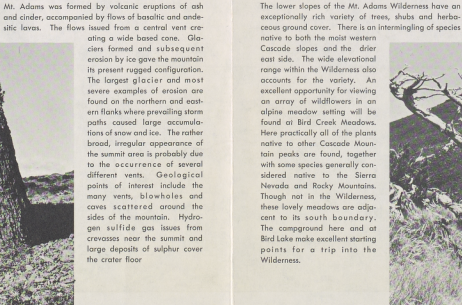 Mt. Adams was formed by volcanic eruptions of ash
and cinder, accompanied by flows of basaltic and ande-
sitic lavas. The flows issued from a central vent cre-
ating a wide based cone. Gla-
ciers formed and subsequent
erosion by ice gave the mountain
its present rugged configuration.
The largest glacier and most
severe examples of erosion are
found on the northern and east-
ern flanks where prevailing storm
paths caused large accumula-
tions of snow and ice. The rather
broad, irregular appearance of
the summit area is probably due
to the occurrence of several
different vents. Geological
points of interest include the
many vents, blowholes and
caves scattered around the
sides of the mountain. Hydro-
gen sulfide gas issues from
crevasses near the summit and
large deposits of sulphur cover
the crater floor
The lower slopes of the Mt. Adams Wilderness have an
exceptionally rich variety of trees, shubs and herba-
ceous ground cover. There is an intermingling of species
native to both the moist western
Cascade slopes and the drier
east side. The wide elevational
range within the Wilderness also
accounts for the variety. An
excellent opportunity for viewing
an array of wildflowers in an
alpine meadow setting will be
found at Bird Creek Meadows.
Here practically all of the plants
native to other Cascade Moun-
tain peaks are found, together
with some species generally con-
sidered native to the Sierra
Nevada and Rocky Mountains.
Though not in the Wilderness,
these lovely meadows are adja-
cent to its south boundary.
The campground here and at
Bird Lake make excellent starting
points for a trip into the
Wilderness.